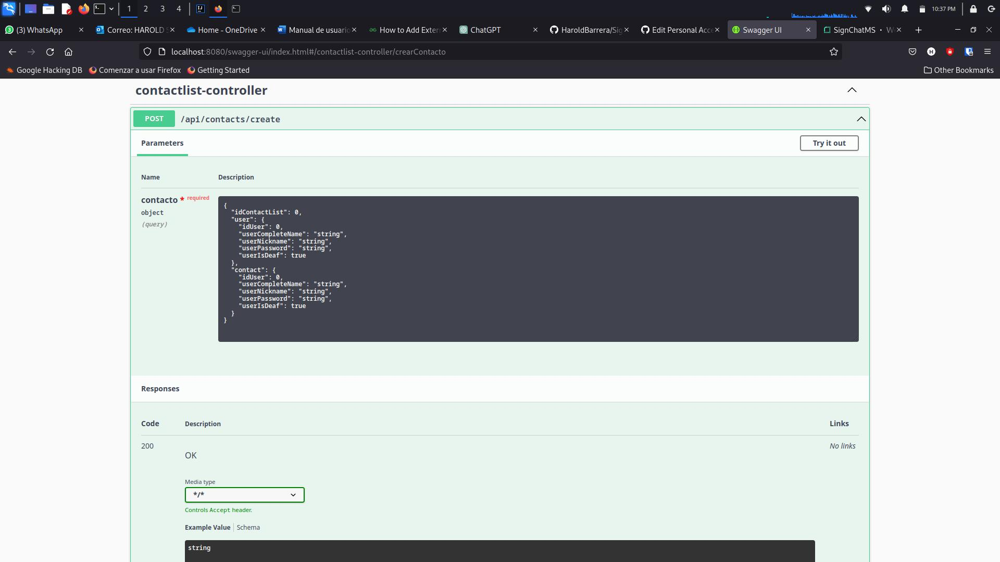 1 2 3 4 10:37 PM
(3) WhatsApp Correo: HAROLD S Home - OneDrive Manual de usuario How to Add Exter ChatGPT HaroldBarrera/Sig Edit Personal Acce Swagger UI SignChatMS • W
localhost:8080/swagger-ui/index.html#/contactlist-controller/crearContacto
Google Hacking DB Comenzar a usar Firefox Getting Started Other Bookmarks
contactlist-controller
POST /api/contacts/create
Parameters Try it out
Name Description
contacto * required
object
(query)
{
  "idContactList": 0,
  "user": {
    "idUser": 0,
    "userCompleteName": "string",
    "userNickname": "string",
    "userPassword": "string",
    "userIsDeaf": true
  },
  "contact": {
    "idUser": 0,
    "userCompleteName": "string",
    "userNickname": "string",
    "userPassword": "string",
    "userIsDeaf": true
  }
}
Responses
Code Description Links
200 No links
OK
Media type
*/*
Controls Accept header.
Example Value Schema
string